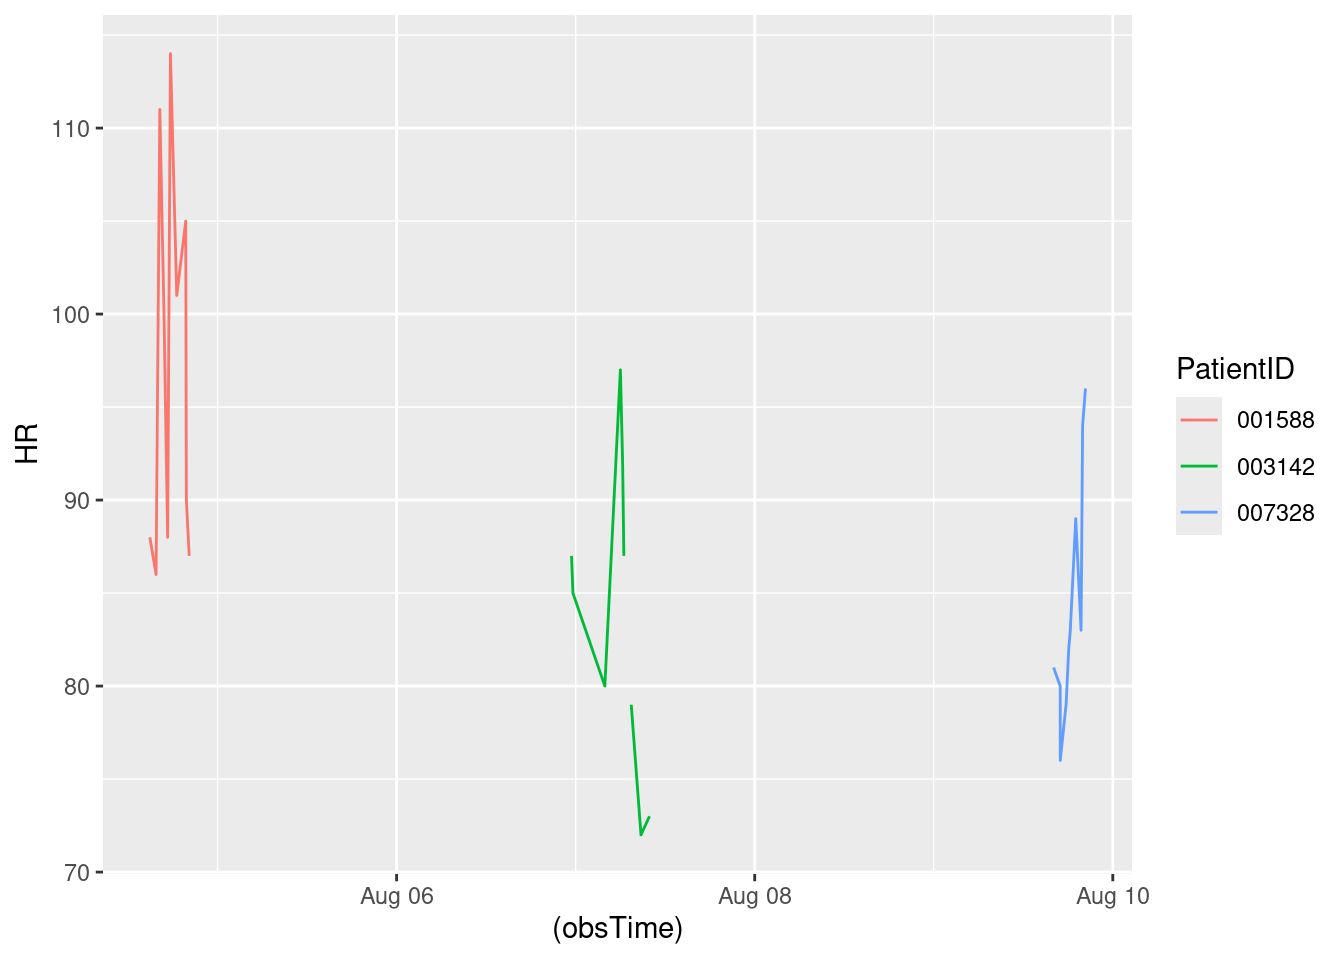 110
100
90
80
70
HR
Aug 06
Aug 08
Aug 10
(obsTime)
PatientID
001588
003142
007328